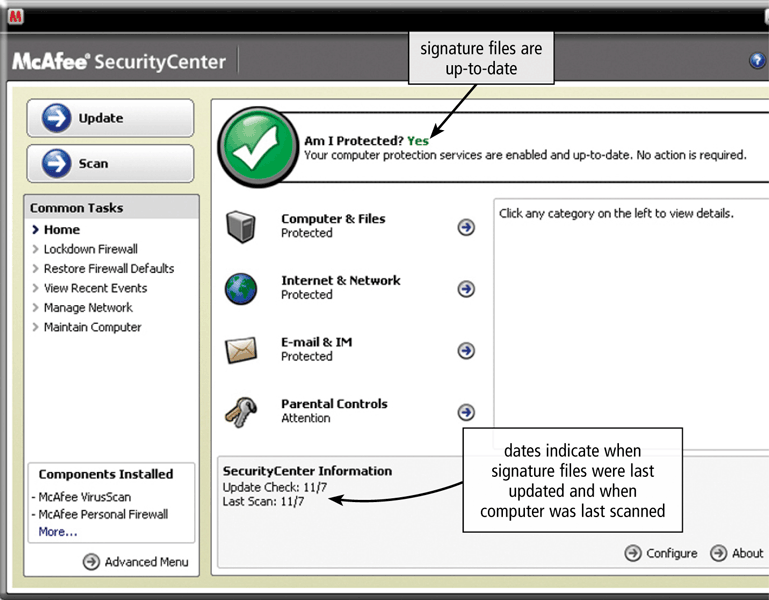 McAfee® SecurityCenter
signature files are
up-to-date
?
Update
Scan
Common Tasks
Home
Lockdown Firewall
Restore Firewall Defaults
View Recent Events
Manage Network
Maintain Computer
Components Installed
- McAfee VirusScan
- McAfee Personal Firewall
More...
Advanced Menu
Am I Protected? Yes
Your computer protection services are enabled and up-to-date. No action is required.
Computer & Files
Protected
Internet & Network
Protected
E-mail & IM
Protected
Parental Controls
Attention
Click any category on the left to view details.
SecurityCenter Information
Update Check: 11/7
Last Scan: 11/7
dates indicate when
signature files were last
updated and when
computer was last scanned
Configure
About